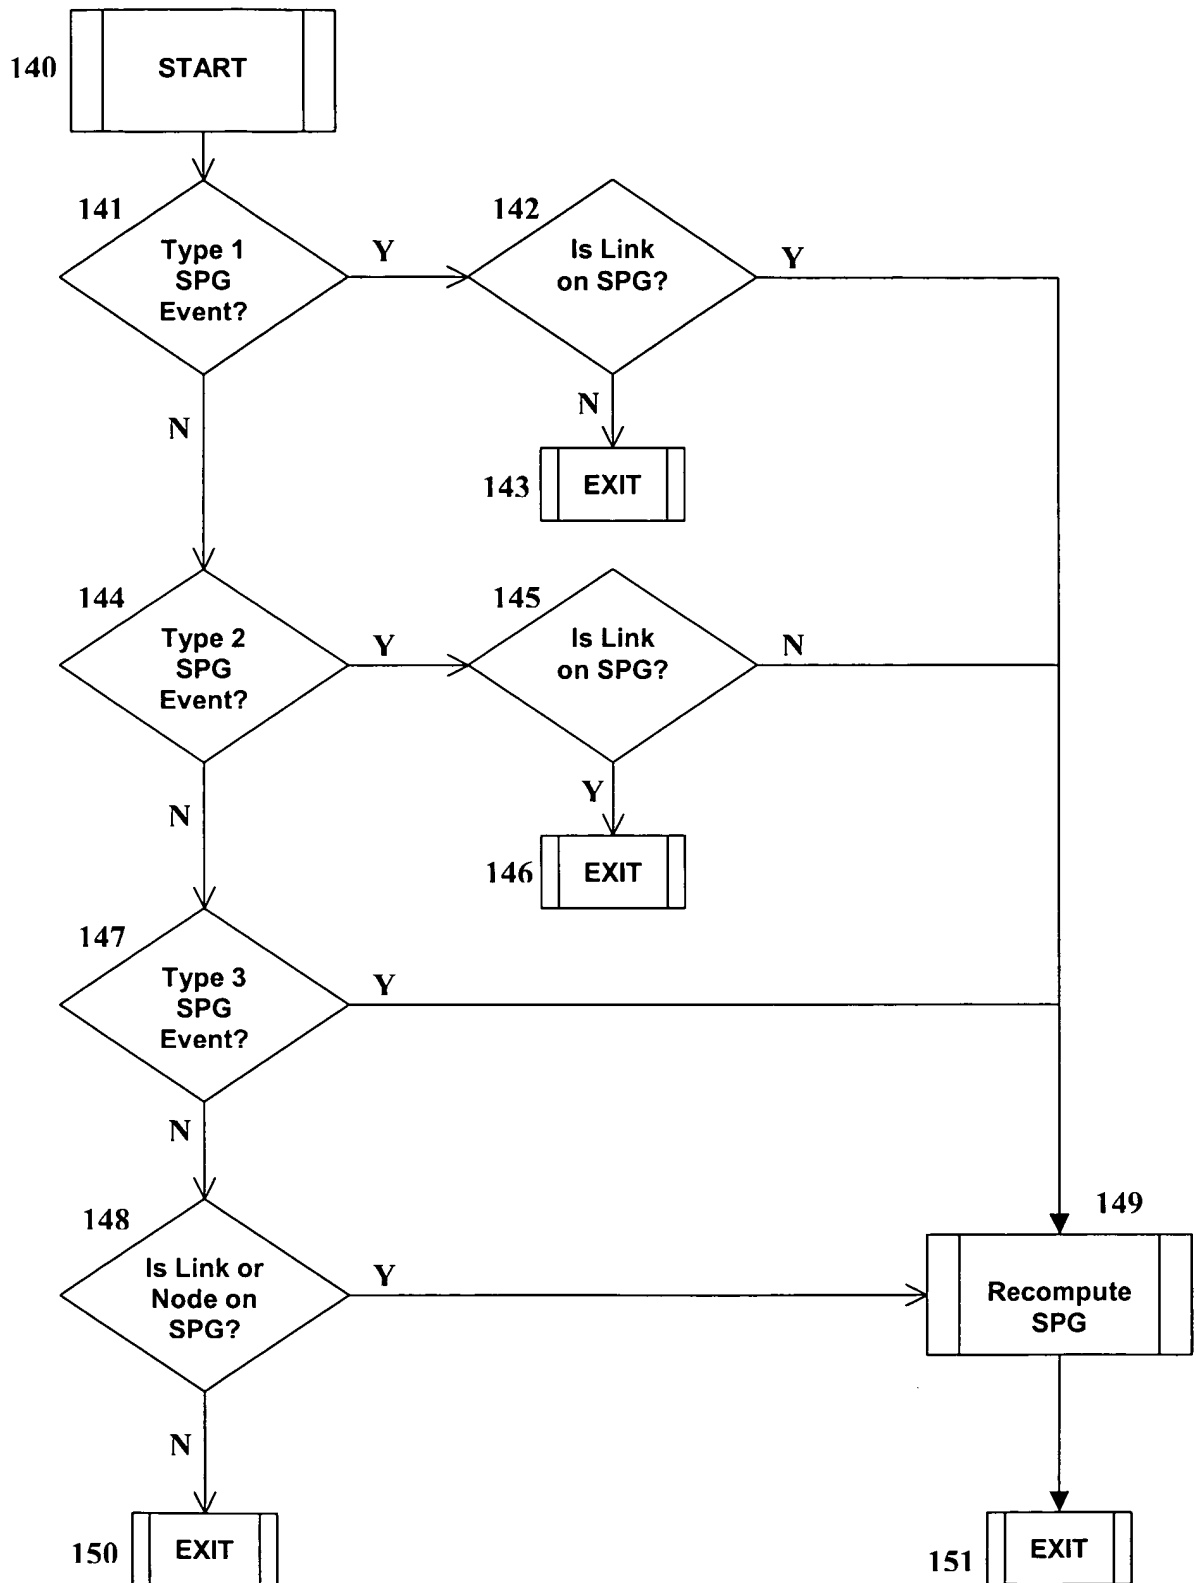 140
START
141
Type 1
SPG
Event?
Y
142
Is Link
on SPG?
Y
N
N
143
EXIT
144
Type 2
SPG
Event?
Y
145
Is Link
on SPG?
N
N
Y
146
EXIT
147
Type 3
SPG
Event?
Y
N
148
Is Link or
Node on
SPG?
Y
149
Recompute
SPG
N
150
EXIT
151
EXIT